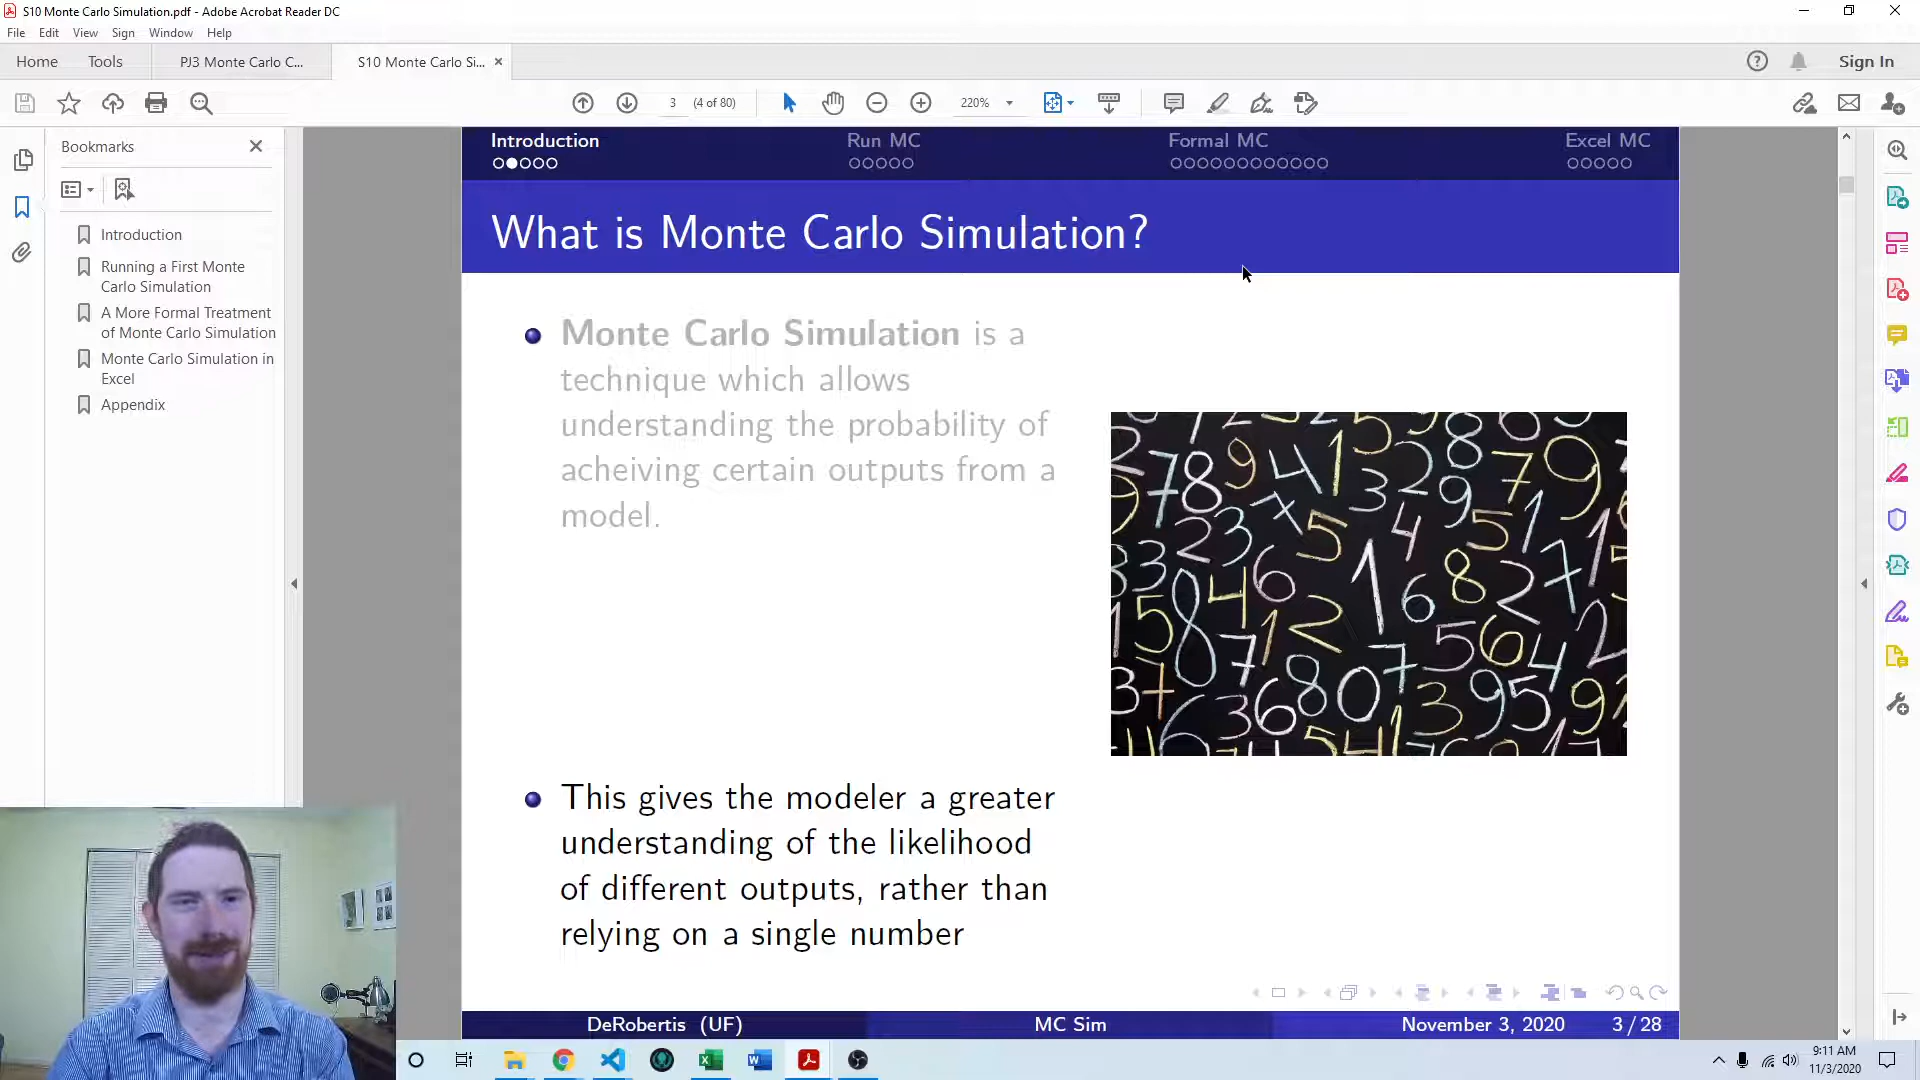 S10 Monte Carlo Simulation.pdf - Adobe Acrobat Reader DC
File Edit View Sign Window Help
Home Tools PJ3 Monte Carlo C... S10 Monte Carlo Si... Sign In
3 (4 of 80) 220%
Bookmarks
Introduction
Running a First Monte
Carlo Simulation
A More Formal Treatment
of Monte Carlo Simulation
Monte Carlo Simulation in
Excel
Appendix
Introduction Run MC Formal MC Excel MC
What is Monte Carlo Simulation?
Monte Carlo Simulation is a
technique which allows
understanding the probability of
acheiving certain outputs from a
model.
This gives the modeler a greater
understanding of the likelihood
of different outputs, rather than
relying on a single number
DeRobertis (UF) MC Sim November 3, 2020 3 / 28
9:11 AM
11/3/2020